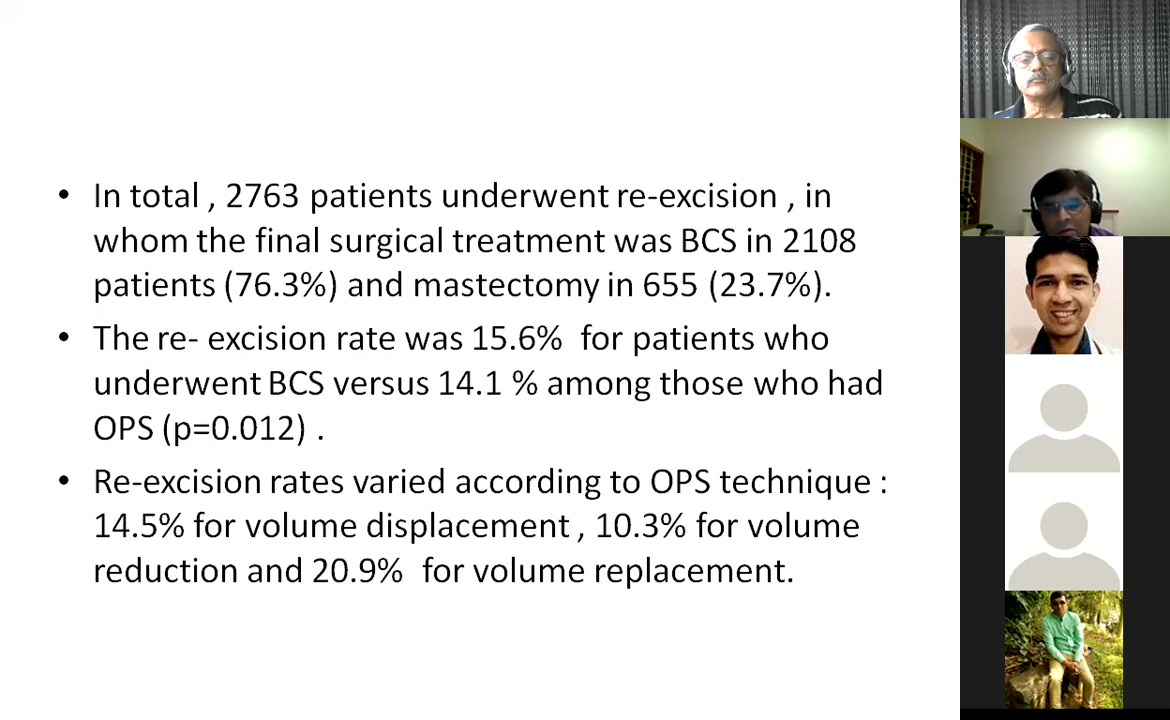 • In total , 2763 patients underwent re-excision , in
whom the final surgical treatment was BCS in 2108
patients (76.3%) and mastectomy in 655 (23.7%).
• The re- excision rate was 15.6%  for patients who
underwent BCS versus 14.1 % among those who had
OPS (p=0.012) .
• Re-excision rates varied according to OPS technique :
14.5% for volume displacement , 10.3% for volume
reduction and 20.9%  for volume replacement.